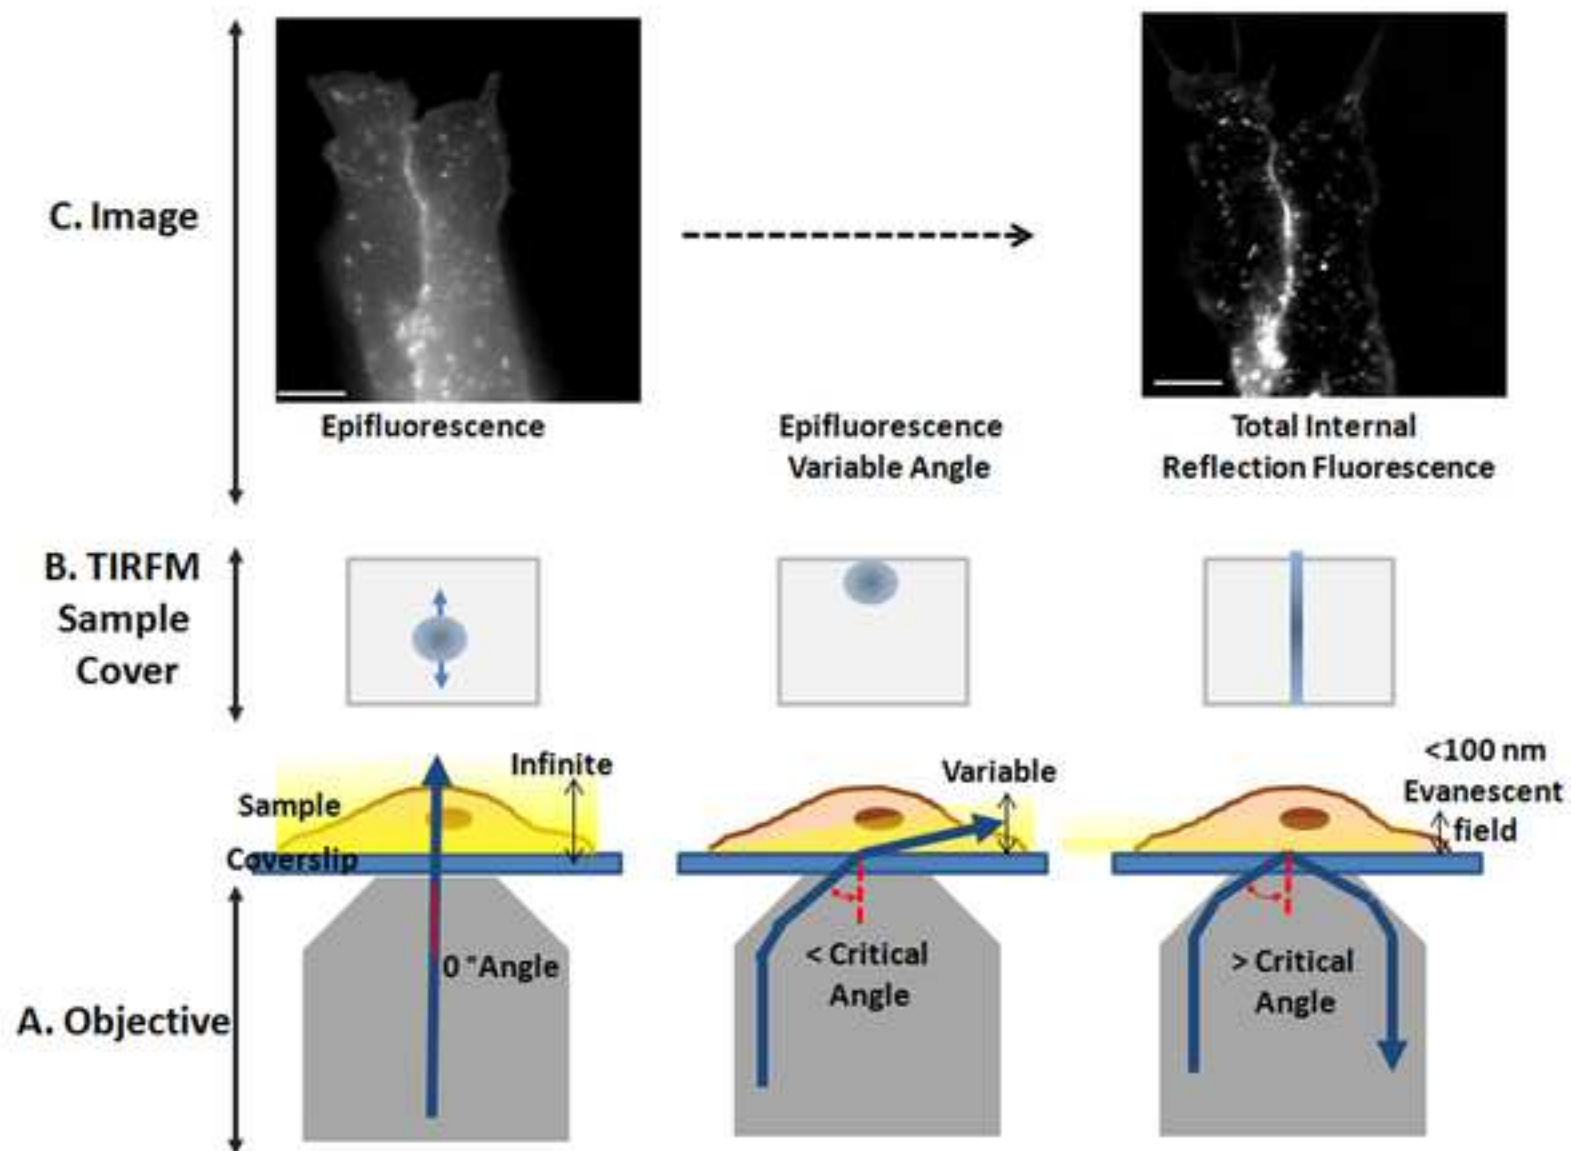 C. Image
Epifluorescence
Epifluorescence
Variable Angle
Total Internal
Reflection Fluorescence
B. TIRFM
Sample
Cover
Infinite
Sample
Coverslip
Variable
<100 nm
Evanescent
field
A. Objective
0 °Angle
< Critical
Angle
> Critical
Angle